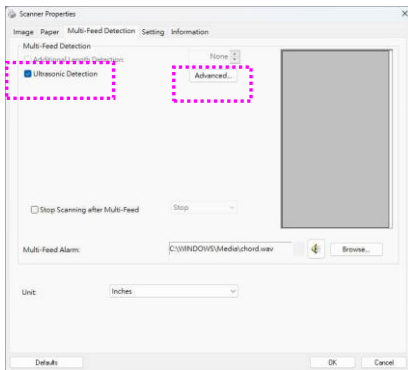 Scanner Properties
Image Paper Multi-Feed Detection Setting Information
Multi-Feed Detection
Additional Length Detection None
Ultrasonic Detection Advanced...
Stop Scanning after Multi-Feed Stop
Multi-Feed Alarm: C:\WINDOWS\Media\chord.wav Browse...
Unit: Inches
Defaults OK Cancel